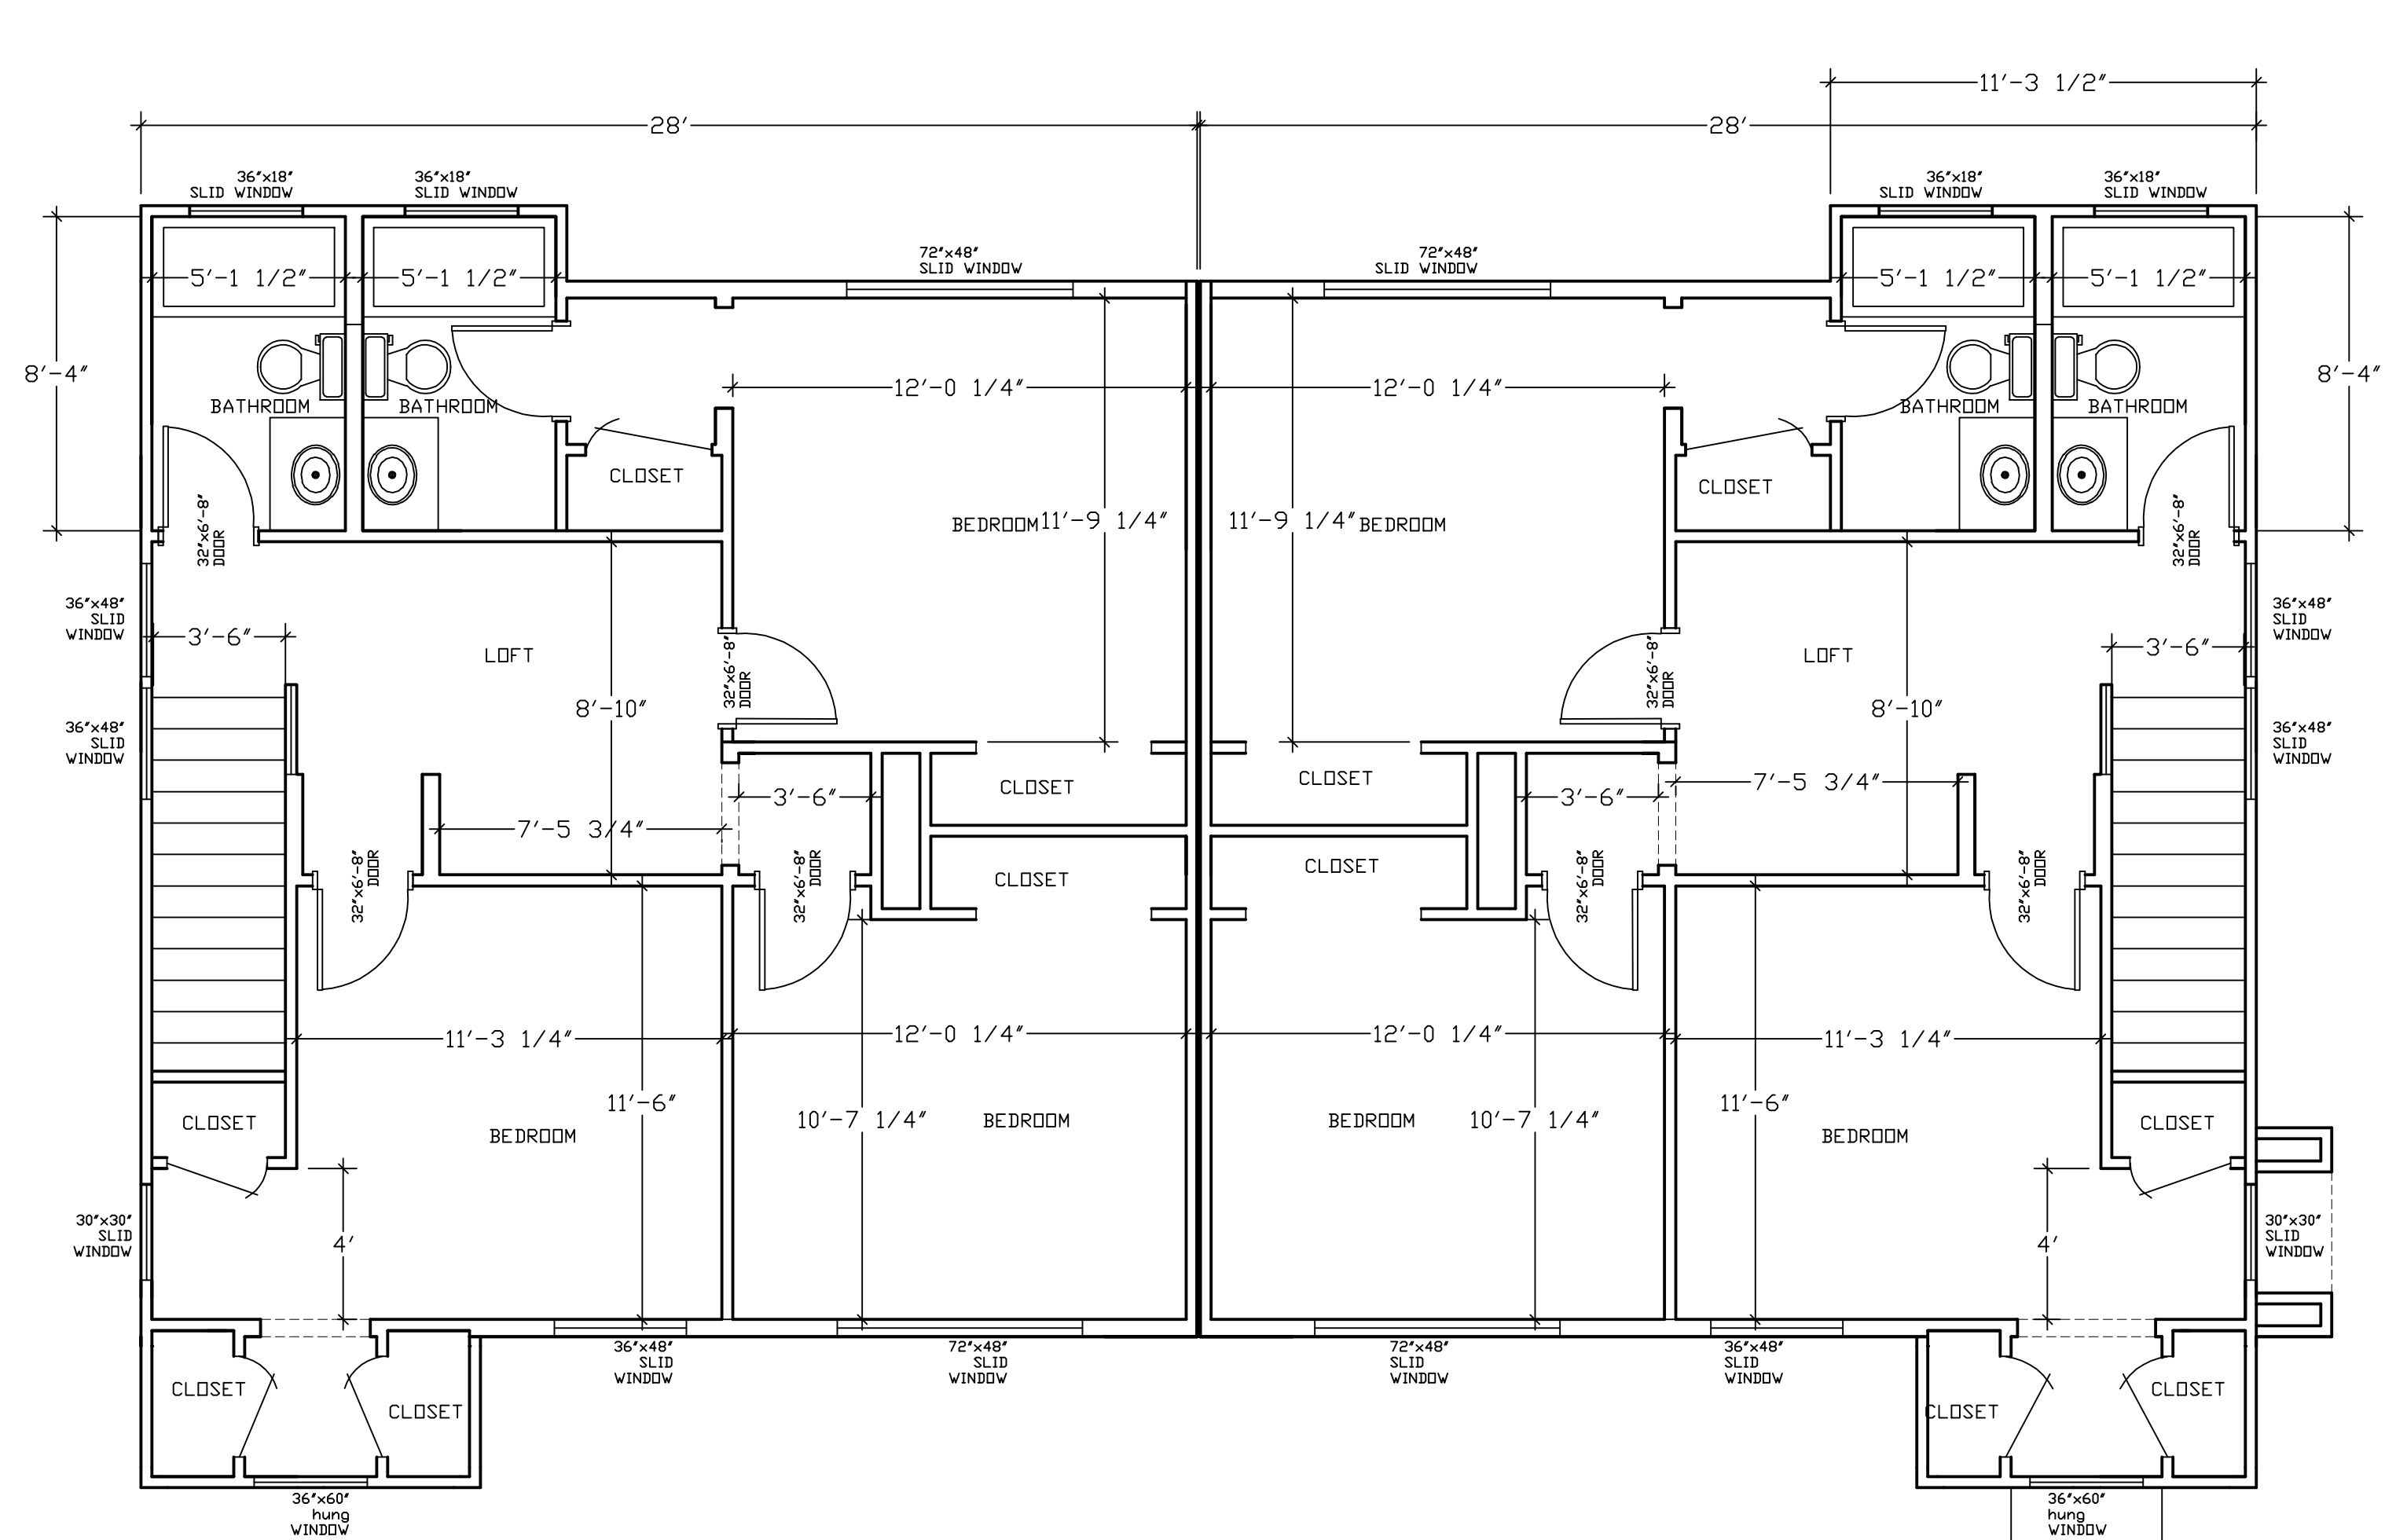 11'-3 1/2"
28'
28'
36"x18"
SLID WINDOW
36"x18"
SLID WINDOW
36"x18"
SLID WINDOW
36"x18"
SLID WINDOW
72"x48"
SLID WINDOW
72"x48"
SLID WINDOW
5'-1 1/2"
5'-1 1/2"
5'-1 1/2"
5'-1 1/2"
8'-4"
8'-4"
12'-0 1/4"
12'-0 1/4"
BATHROOM
BATHROOM
BATHROOM
BATHROOM
CLOSET
CLOSET
BEDROOM
11'-9 1/4"
11'-9 1/4"
BEDROOM
32"x6'-8"
DOOR
32"x6'-8"
DOOR
36"x48"
SLID
WINDOW
36"x48"
SLID
WINDOW
3'-6"
3'-6"
LOFT
LOFT
32"x6'-8"
DOOR
32"x6'-8"
DOOR
8'-10"
8'-10"
36"x48"
SLID
WINDOW
36"x48"
SLID
WINDOW
CLOSET
CLOSET
3'-6"
3'-6"
7'-5 3/4"
7'-5 3/4"
32"x6'-8"
DOOR
32"x6'-8"
DOOR
32"x6'-8"
DOOR
32"x6'-8"
DOOR
CLOSET
CLOSET
11'-3 1/4"
12'-0 1/4"
12'-0 1/4"
11'-3 1/4"
11'-6"
11'-6"
CLOSET
10'-7 1/4"
BEDROOM
BEDROOM
10'-7 1/4"
CLOSET
BEDROOM
BEDROOM
30"x30"
SLID
WINDOW
4'
4'
30"x30"
SLID
WINDOW
36"x48"
SLID
WINDOW
72"x48"
SLID
WINDOW
72"x48"
SLID
WINDOW
36"x48"
SLID
WINDOW
CLOSET
CLOSET
CLOSET
CLOSET
36"x60"
hung
WINDOW
36"x60"
hung
WINDOW